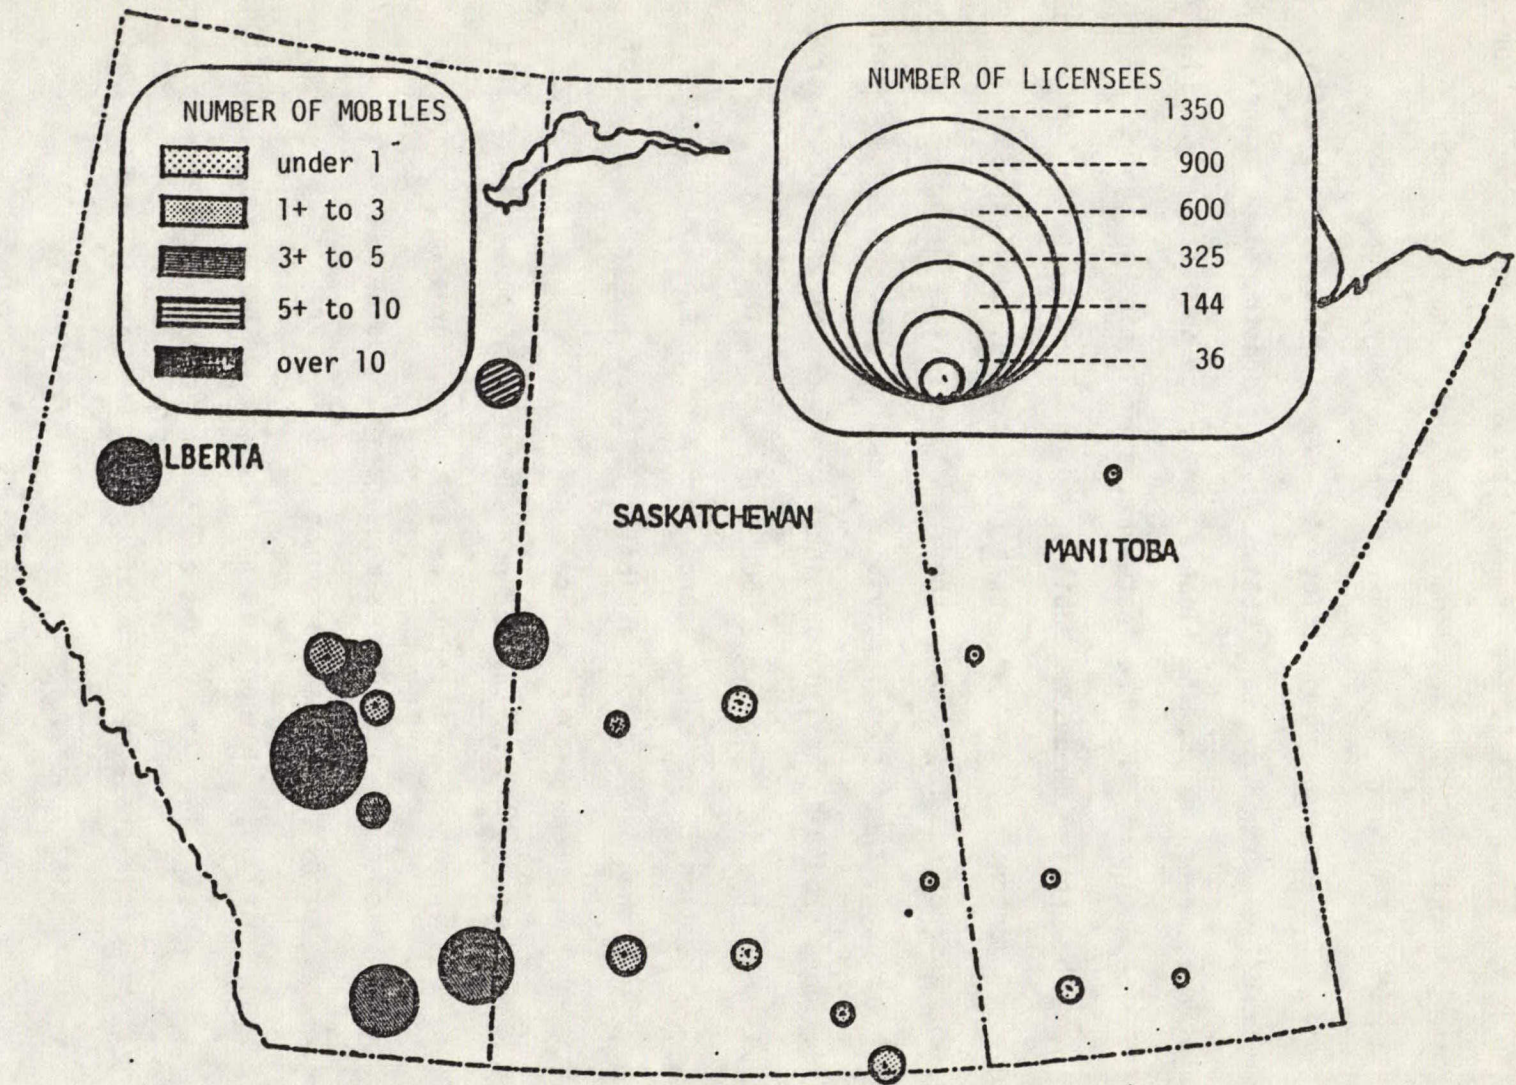 NUMBER OF MOBILES
under 1
1+ to 3
3+ to 5
5+ to 10
over 10
NUMBER OF LICENSEES
1350
900
600
325
144
36
LBERTA
SASKATCHEWAN
MANITOBA